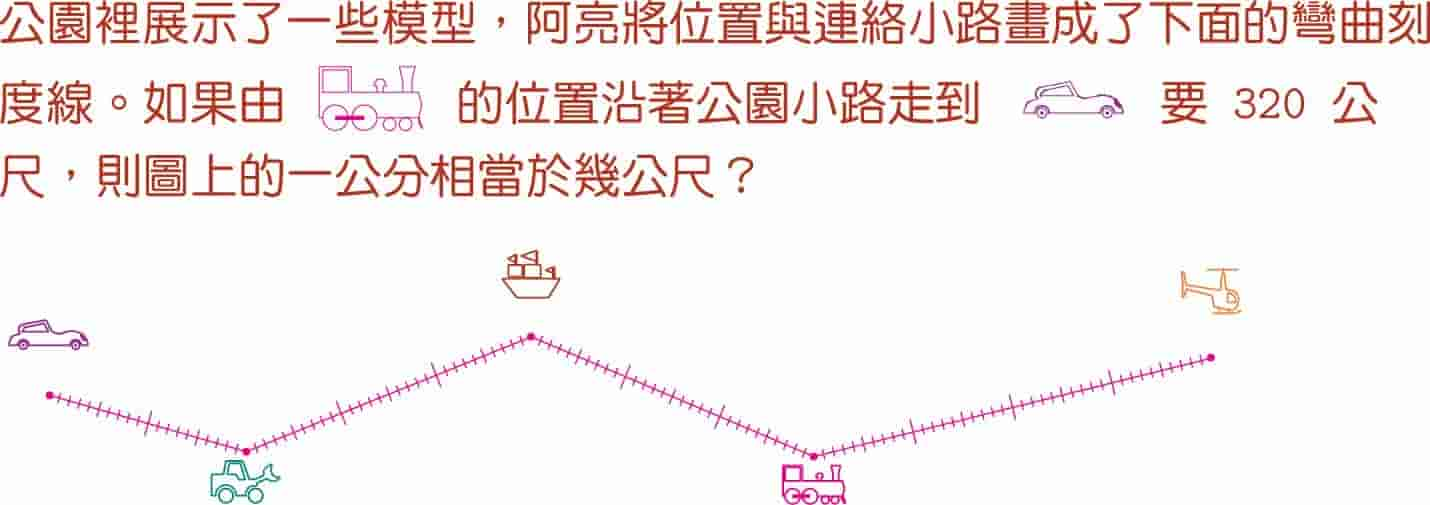 公園裡展示了一些模型，阿亮將位置與連絡小路畫成了下面的彎曲刻
度線。如果由 的位置沿著公園小路走到 要 320 公
尺，則圖上的一公分相當於幾公尺？